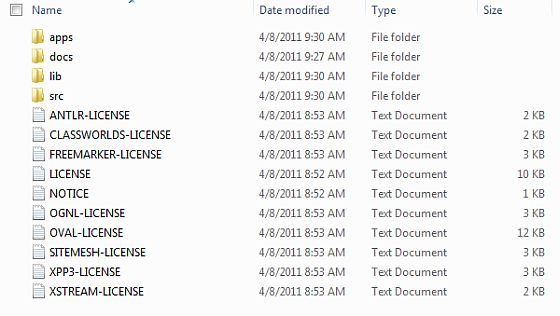 Name Date modified Type Size
apps 4/8/2011 9:30 AM File folder
docs 4/8/2011 9:27 AM File folder
lib 4/8/2011 9:30 AM File folder
src 4/8/2011 9:30 AM File folder
ANTLR-LICENSE 4/8/2011 8:53 AM Text Document 2 KB
CLASSWORLDS-LICENSE 4/8/2011 8:53 AM Text Document 2 KB
FREEMARKER-LICENSE 4/8/2011 8:53 AM Text Document 3 KB
LICENSE 4/8/2011 8:52 AM Text Document 10 KB
NOTICE 4/8/2011 8:52 AM Text Document 1 KB
OGNL-LICENSE 4/8/2011 8:53 AM Text Document 3 KB
OVAL-LICENSE 4/8/2011 8:53 AM Text Document 12 KB
SITEMESH-LICENSE 4/8/2011 8:53 AM Text Document 3 KB
XPP3-LICENSE 4/8/2011 8:53 AM Text Document 3 KB
XSTREAM-LICENSE 4/8/2011 8:53 AM Text Document 2 KB